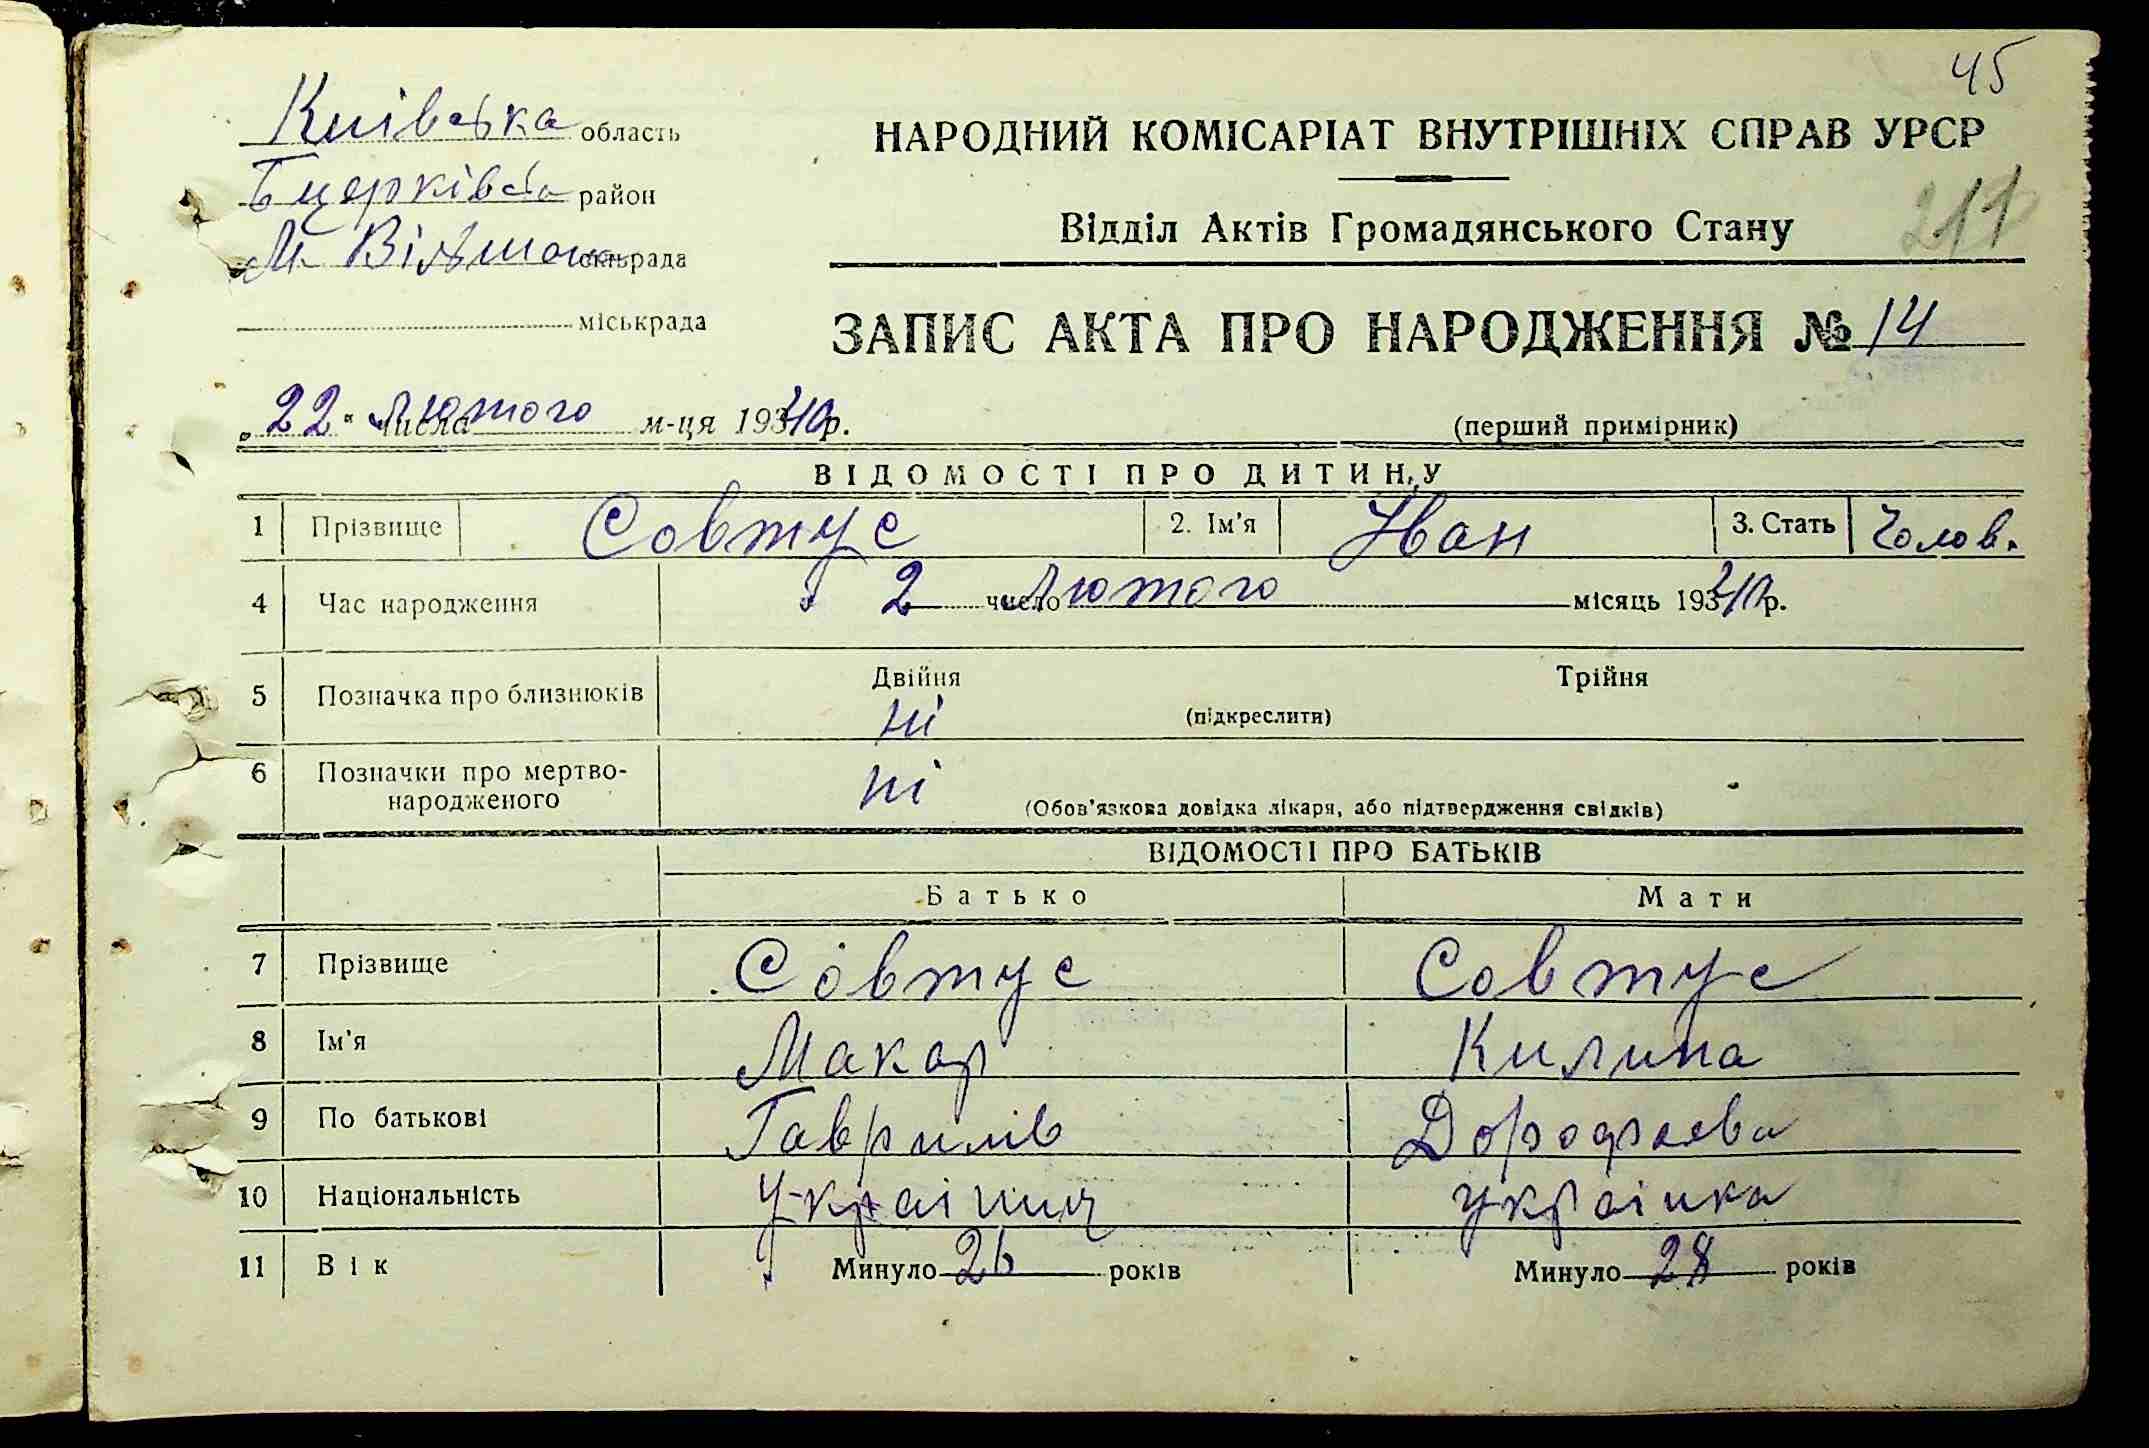 45
Київська область
Бцерківськ район
М. Вільшанська сільрада
міськрада
НАРОДНИЙ КОМІСАРІАТ ВНУТРІШНІХ СПРАВ УРСР
211
Відділ Актів Громадянського Стану
ЗАПИС АКТА ПРО НАРОДЖЕННЯ № 14
„22" числа лютого м-ця 1940 р.
(перший примірник)
ВІДОМОСТІ ПРО ДИТИНУ
1 Прізвище Совтус 2. Ім'я Іван 3. Стать Чолов.
4 Час народження 2 число лютого місяць 1940 р.
5 Позначка про близнюків Двійня Трійня
ні (підкреслити)
6 Позначки про мертво-
народженого ні (Обов'язкова довідка лікаря, або підтвердження свідків)
ВІДОМОСТІ ПРО БАТЬКІВ
Батько Мати
7 Прізвище Совтус Совтус
8 Ім'я Макар Килина
9 По батькові Гаврилів Дорофаєва
10 Національність Українец Українка
11 Вік Минуло 26 років Минуло 28 років